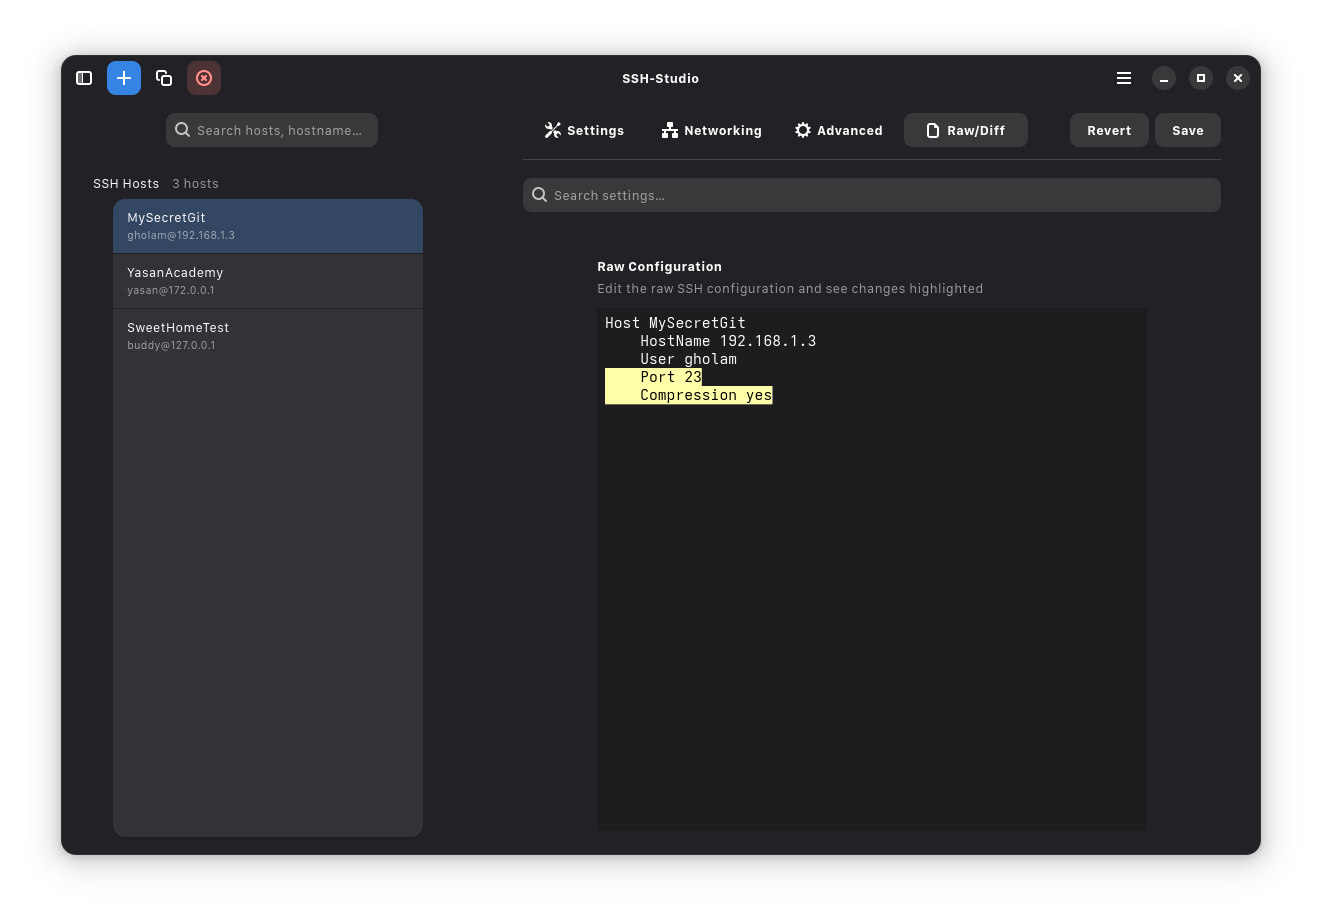 SSH-Studio
Search hosts, hostname...
Settings
Networking
Advanced
Raw/Diff
Revert
Save
SSH Hosts 3 hosts
MySecretGit
gholam@192.168.1.3
YasanAcademy
yasan@172.0.0.1
SweetHomeTest
buddy@127.0.0.1
Search settings...
Raw Configuration
Edit the raw SSH configuration and see changes highlighted
Host MySecretGit
    HostName 192.168.1.3
    User gholam
    Port 23
    Compression yes